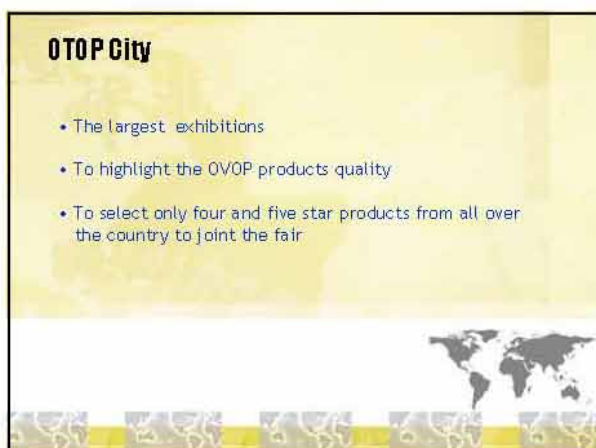 OTOP City
• The largest exhibitions
• To highlight the OVOP products quality
• To select only four and five star products from all over
the country to joint the fair